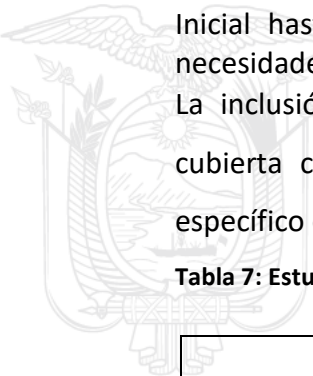 Inicial has
necesidade
La inclusió
cubierta c
específico
Tabla 7: Estu